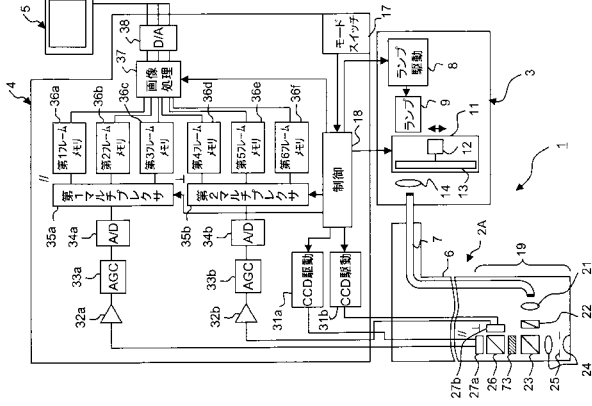 5
38
D/A
37
画像
処理
17
モード
スイッチ
4
36a
36b
36c
36d
36e
36f
第1フレーム
メモリ
第2フレーム
メモリ
第3フレーム
メモリ
第4フレーム
メモリ
第5フレーム
メモリ
第6フレーム
メモリ
//
⊥
第1マルチプレクサ
第2マルチプレクサ
35a
35b
34a
A/D
34b
A/D
33a
AGC
33b
AGC
32a
32b
制御
18
CCD駆動
CCD駆動
31a
31b
ランプ
駆動
8
ランプ
9
3
11
12
13
14
1
7
6
2A
19
21
22
//
⊥
27b
27a
26
73
23
25
24